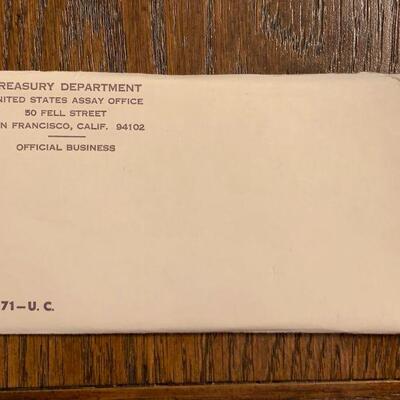 REASURY DEPARTMENT
NITED STATES ASSAY OFFICE
50 FELL STREET
N FRANCISCO, CALIF. 94102
OFFICIAL BUSINESS
71—U. C.